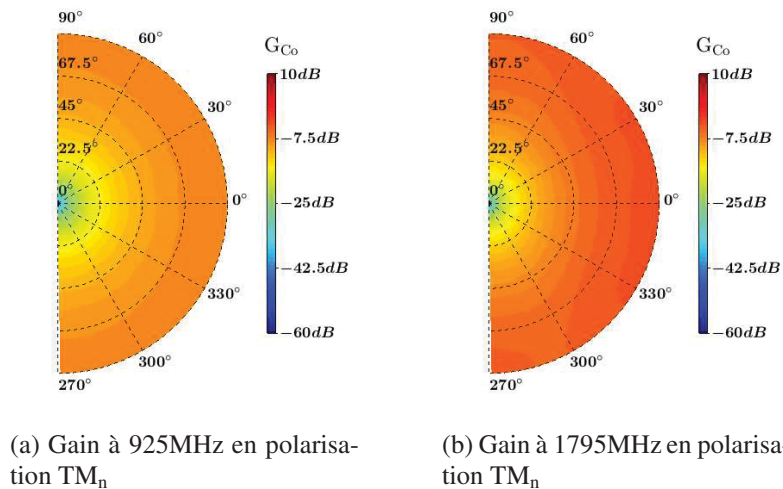 90°
60°
67.5°
45°
30°
22.5°
0°
0°
330°
300°
270°
G_Co
10dB
−7.5dB
−25dB
−42.5dB
−60dB
90°
60°
67.5°
45°
30°
22.5°
0°
0°
330°
300°
270°
G_Co
10dB
−7.5dB
−25dB
−42.5dB
−60dB
(a) Gain à 925MHz en polarisa-
tion TM_n
(b) Gain à 1795MHz en polarisa-
tion TM_n